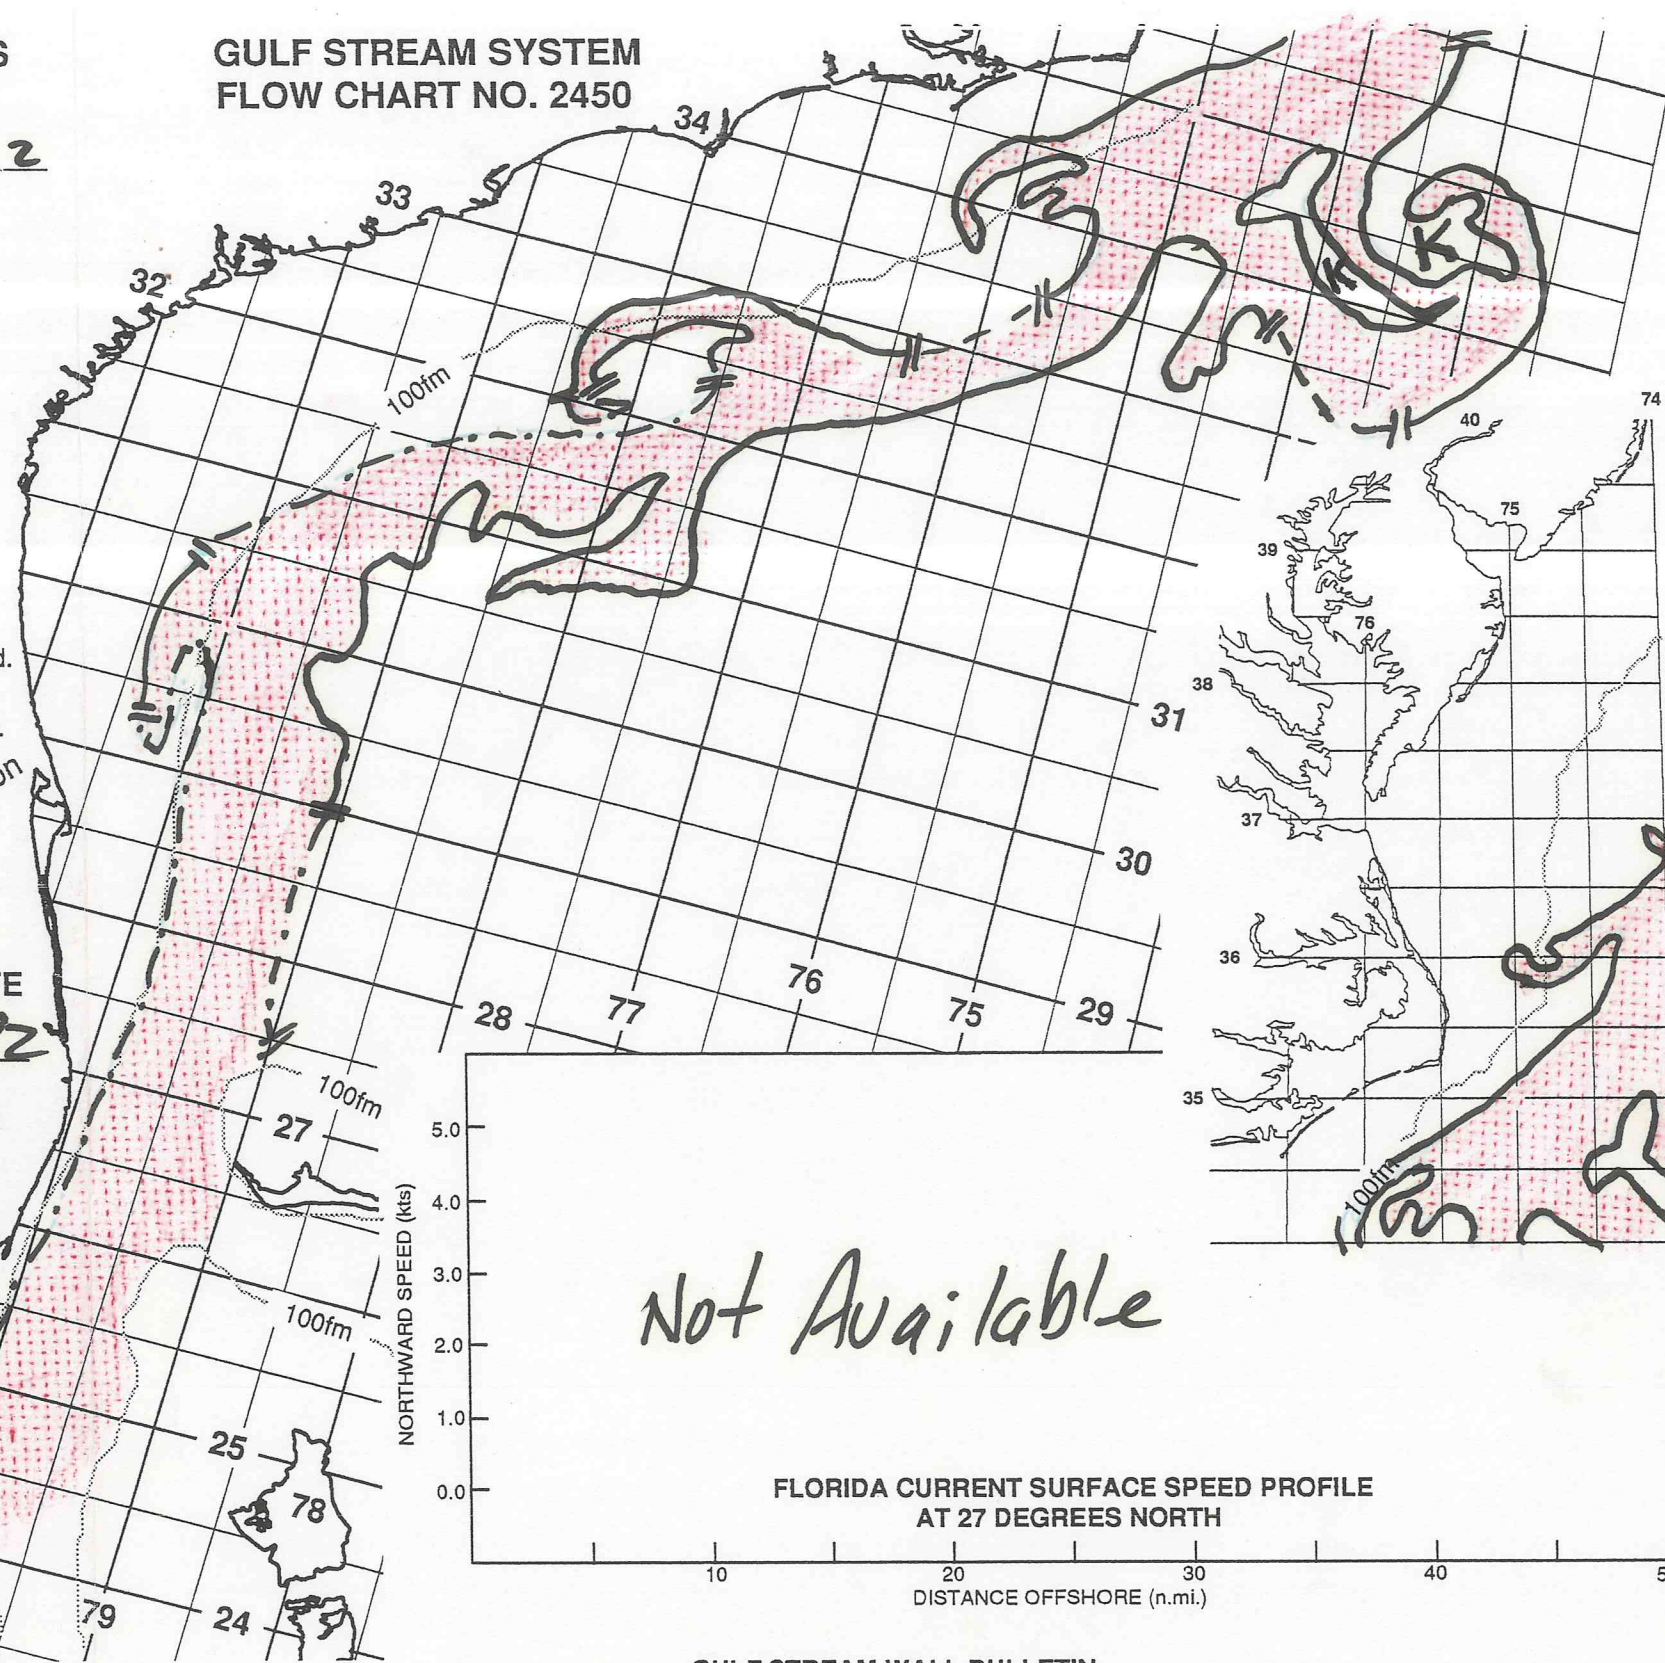 GULF STREAM SYSTEM
FLOW CHART NO. 2450
S
2
34
33
32
100fm
K
K
40
74
75
39
76
38
37
36
35
100fm
d.
on
31
30
76
77
75
28
29
E
100fm
27
100fm
25
78
79
24
5.0
4.0
3.0
2.0
1.0
0.0
NORTHWARD SPEED (kts)
Not Available
FLORIDA CURRENT SURFACE SPEED PROFILE
AT 27 DEGREES NORTH
10 20 30 40 5
DISTANCE OFFSHORE (n.mi.)